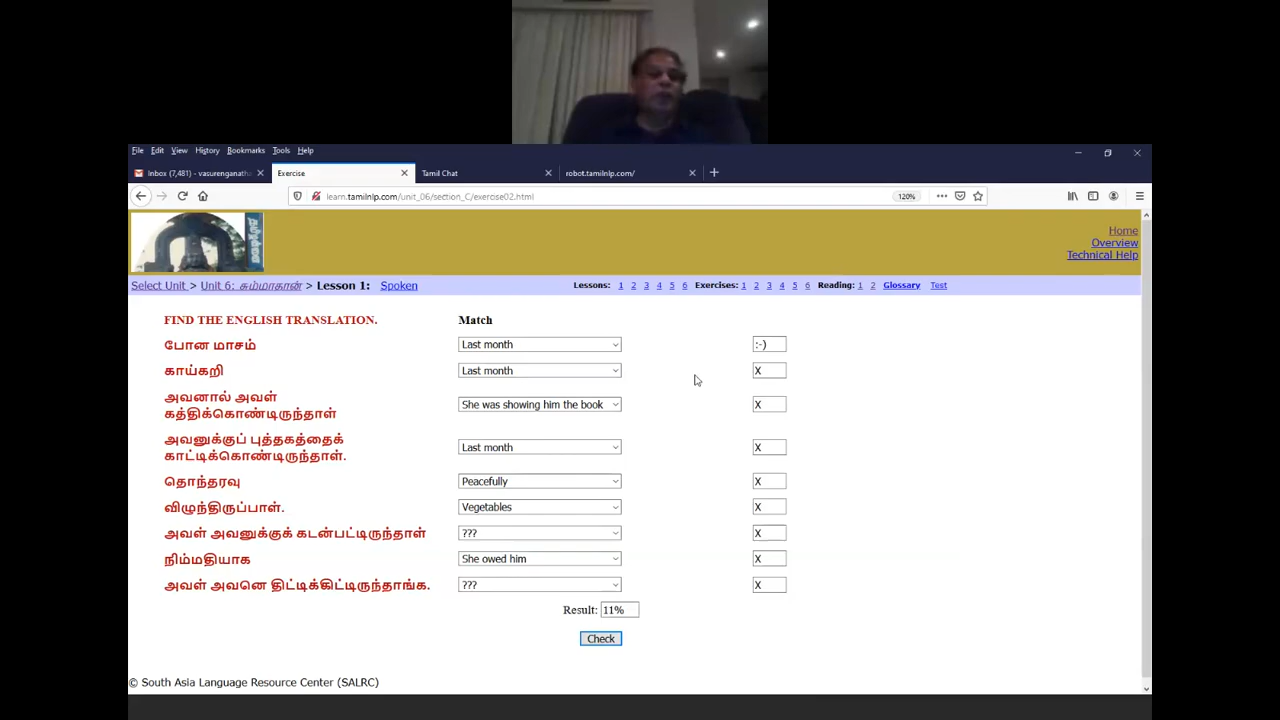 File Edit View History Bookmarks Tools Help
Inbox (7,481) - vasurenganath Exercise Tamil Chat robot.tamilnlp.com/
learn.tamilnlp.com/unit_06/section_C/exercise02.html 120%
Home
Overview
Technical Help
Select Unit > Unit 6: சும்மாதான் > Lesson 1: Spoken Lessons: 1 2 3 4 5 6 Exercises: 1 2 3 4 5 6 Reading: 1 2 Glossary Test
FIND THE ENGLISH TRANSLATION. Match
போன மாசம் Last month :-)
காய்கறி Last month X
அவனால் அவள்
கத்திக்கொண்டிருந்தாள் She was showing him the book X
அவனுக்குப் புத்தகத்தைக்
காட்டிக்கொண்டிருந்தாள். Last month X
தொந்தரவு Peacefully X
விழுந்திருப்பாள். Vegetables X
அவள் அவனுக்குக் கடன்பட்டிருந்தாள் ??? X
நிம்மதியாக She owed him X
அவள் அவனெ திட்டிக்கிட்டிருந்தாங்க. ??? X
Result: 11%
Check
© South Asia Language Resource Center (SALRC)